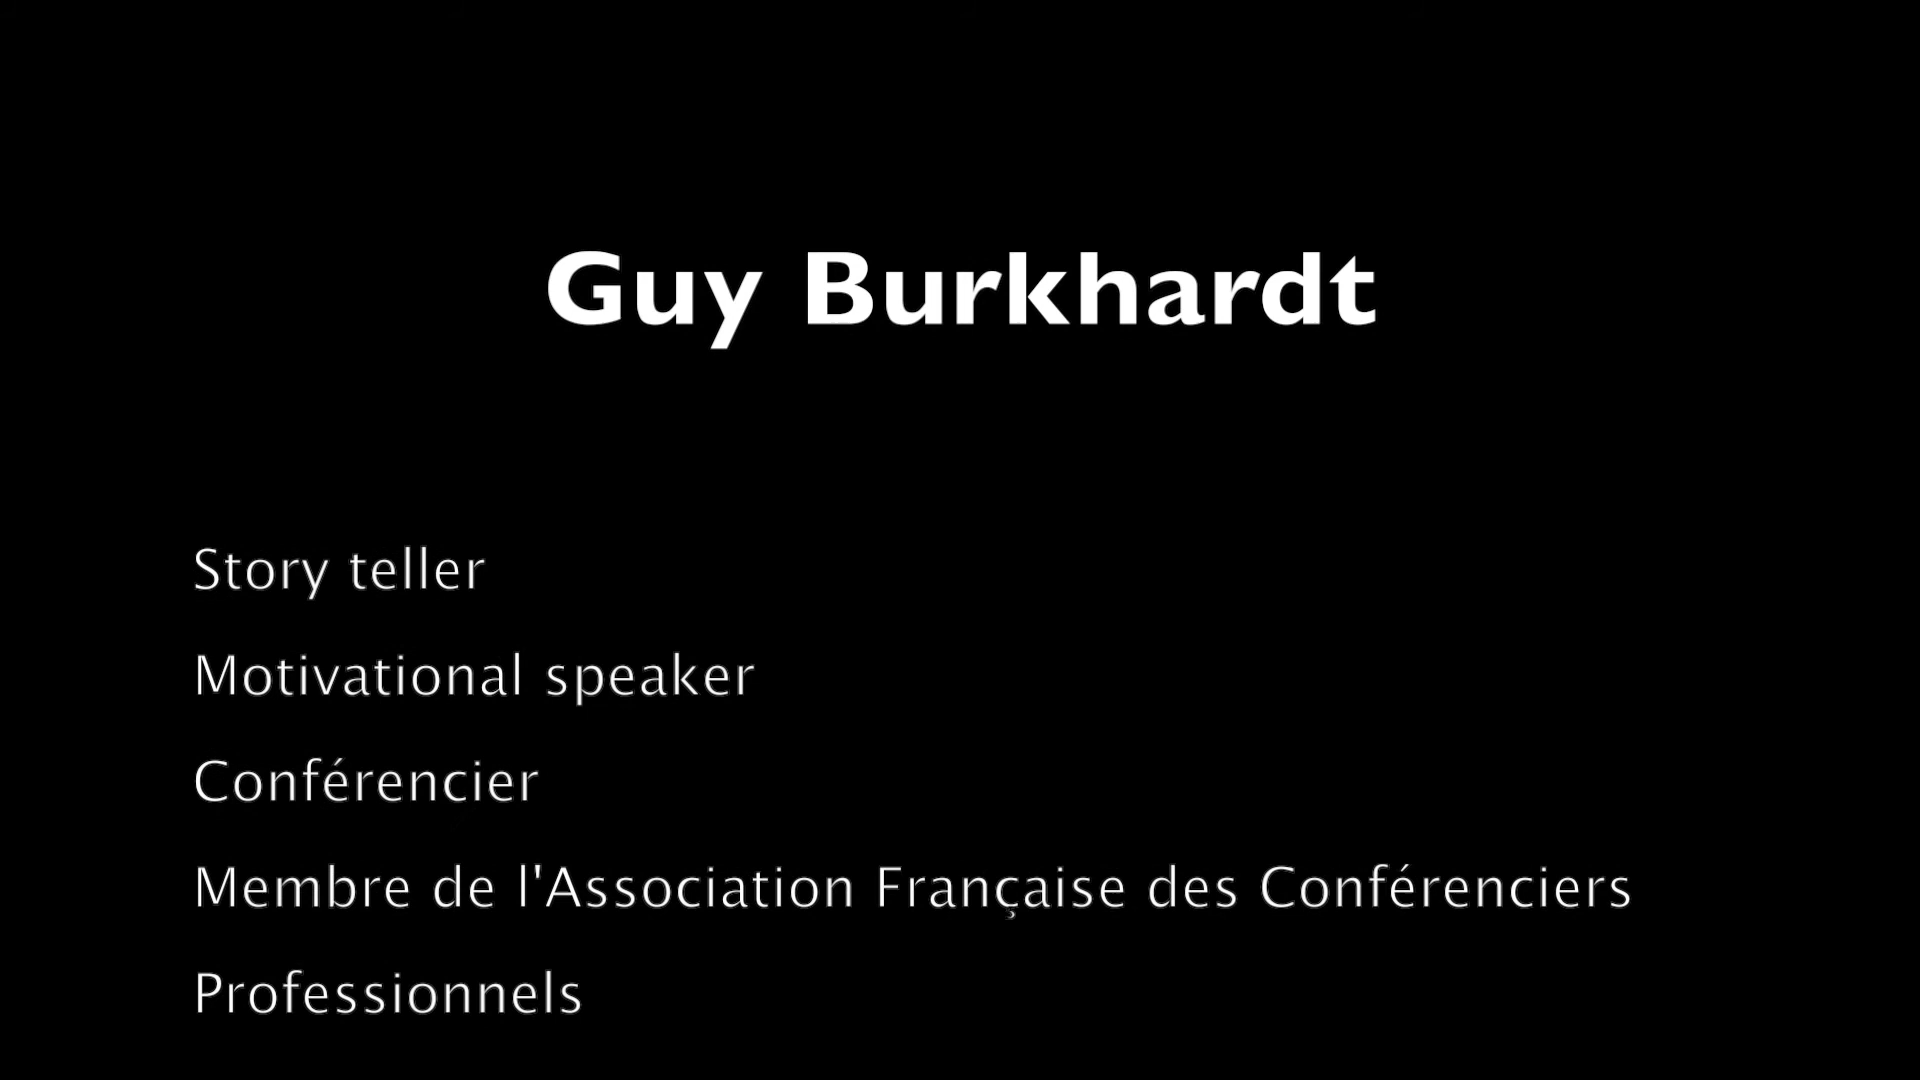 Guy Burkhardt
Story teller
Motivational speaker
Conférencier
Membre de l'Association Française des Conférenciers
Professionnels